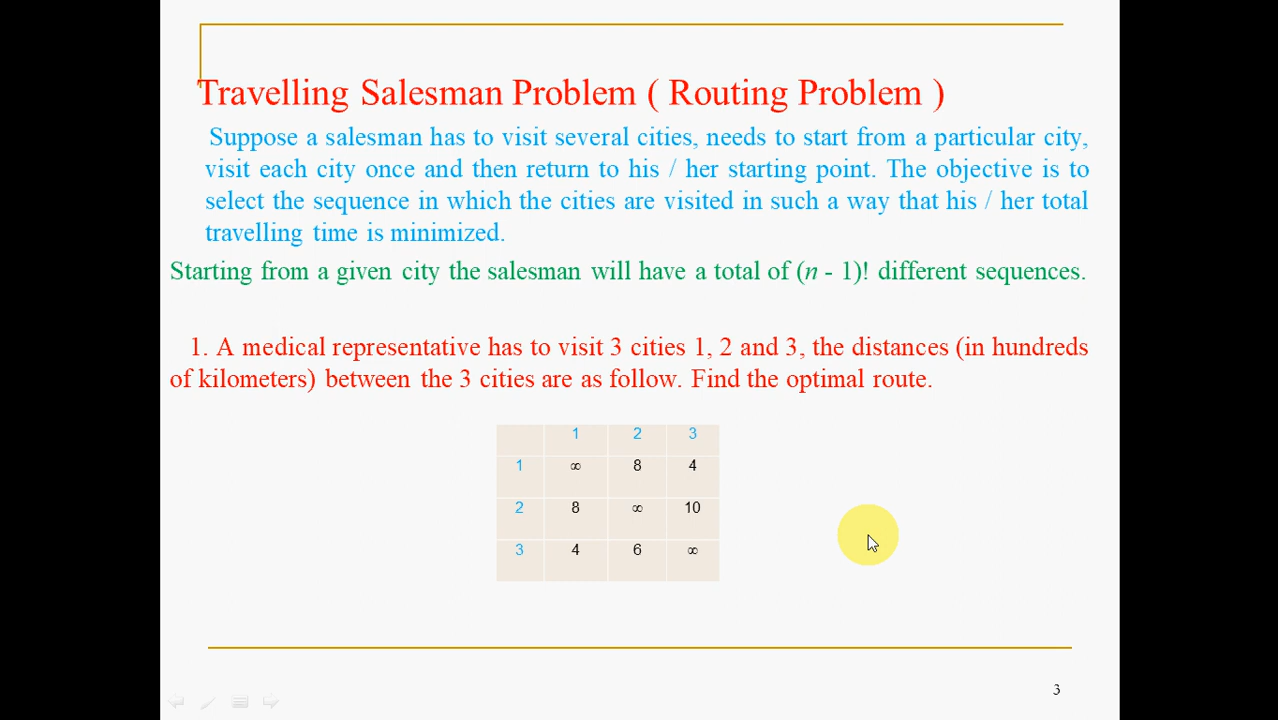 Travelling Salesman Problem ( Routing Problem )
Suppose a salesman has to visit several cities, needs to start from a particular city,
visit each city once and then return to his / her starting point. The objective is to
select the sequence in which the cities are visited in such a way that his / her total
travelling time is minimized.
Starting from a given city the salesman will have a total of (n - 1)! different sequences.
1. A medical representative has to visit 3 cities 1, 2 and 3, the distances (in hundreds
of kilometers) between the 3 cities are as follow. Find the optimal route.
1 2 3
1 ∞ 8 4
2 8 ∞ 10
3 4 6 ∞
3